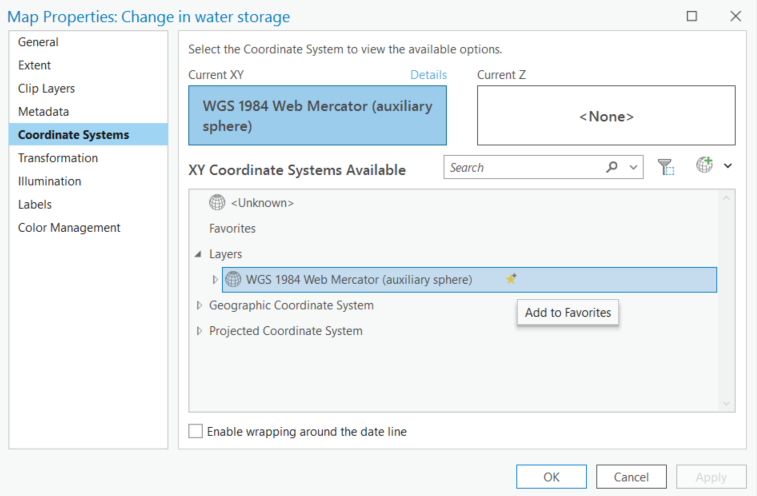 Map Properties: Change in water storage
General
Extent
Clip Layers
Metadata
Coordinate Systems
Transformation
Illumination
Labels
Color Management
Select the Coordinate System to view the available options.
Current XY
Details
Current Z
WGS 1984 Web Mercator (auxiliary
sphere)
<None>
XY Coordinate Systems Available
Search
<Unknown>
Favorites
Layers
WGS 1984 Web Mercator (auxiliary sphere)
Geographic Coordinate System
Add to Favorites
Projected Coordinate System
Enable wrapping around the date line
OK
Cancel
Apply